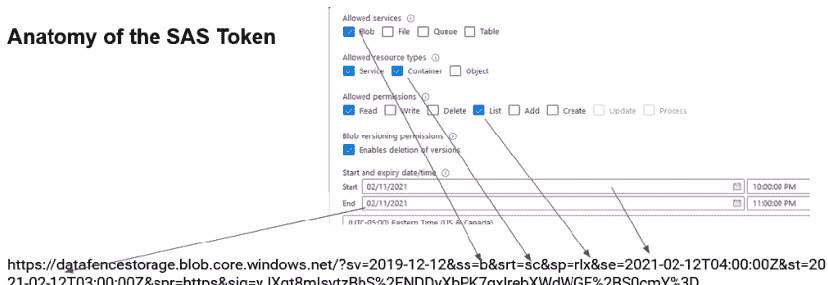 Anatomy of the SAS Token
Allowed services
Blob File Queue Table
Allowed resource types
Service Container Object
Allowed permissions
Read Write Delete List Add Create Update Process
Blob versioning permissions
Enables deletion of versions
Start and expiry date/time
Start 02/11/2021 10:00:00 PM
End 02/11/2021 11:00:00 PM
(UTC-05:00) Eastern Time (US & Canada)
https://datafencestorage.blob.core.windows.net/?sv=2019-12-12&ss=b&srt=sc&sp=rlx&se=2021-02-12T04:00:00Z&st=20
21-02-12T03:00:00Z&spr=https&sig=